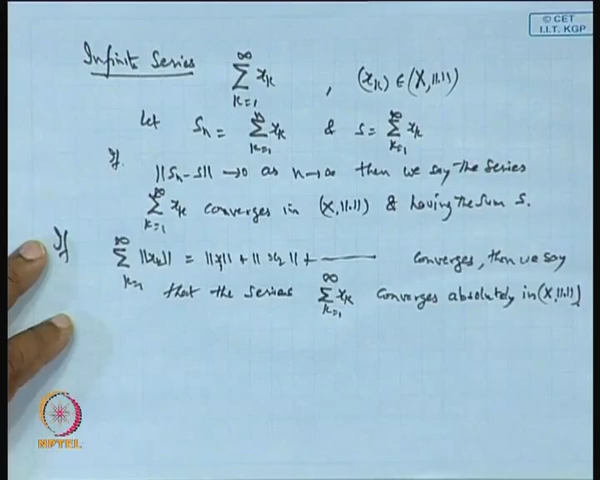 © CET
I.I.T. KGP
Infinite Series ∑_{k=1}^{∞} x_k , (x_k) ∈ (X, ||.||)
Let S_n = ∑_{k=1}^{n} x_k & s = ∑_{k=1}^{∞} x_k
If ||S_n - s|| → 0 as n → ∞ then we say the series
∑_{k=1}^{∞} x_k converges in (X, ||.||) & having the sum s.
If ∑_{k=1}^{∞} ||x_k|| = ||x_1|| + ||x_2|| + ——— converges, then we say
that the series ∑_{k=1}^{∞} x_k converges absolutely in (X, ||.||)
NPTEL